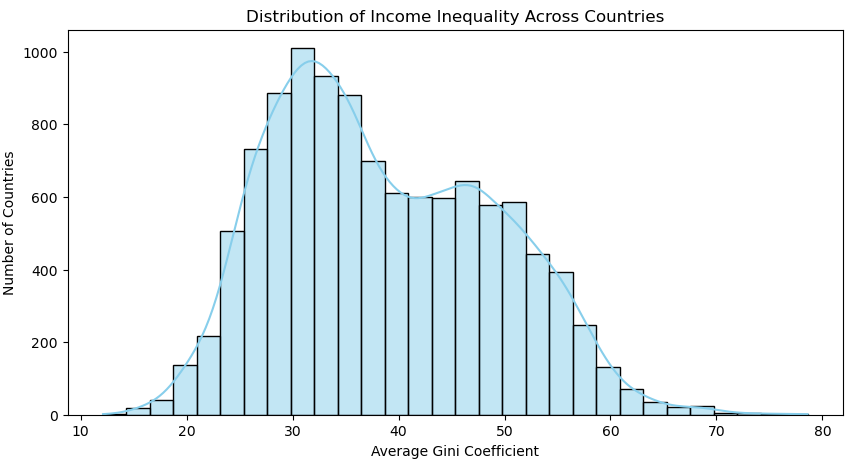 Distribution of Income Inequality Across Countries
Number of Countries
1000
800
600
400
200
0
10 20 30 40 50 60 70 80
Average Gini Coefficient